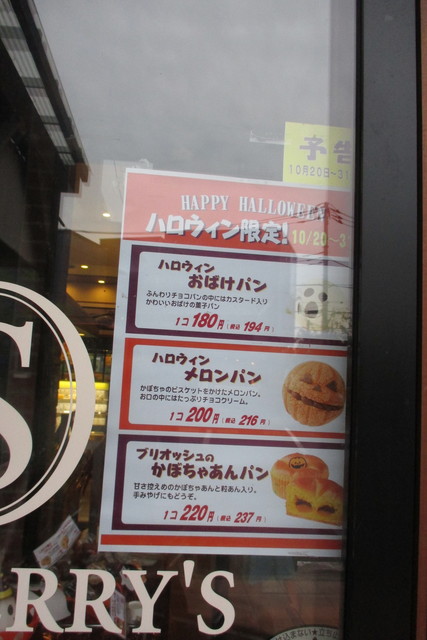 予告
10月20日~31
HAPPY HALLOWEEN
ハロウィン限定! 10/20~3
ハロウィン
おばけパン
ふんわりチョコパンの中にはカスタード入り
かわいいおばけの菓子パン
1コ 180円(税込 194円)
ハロウィン
メロンパン
かぼちゃのビスケットをかけたメロンパン。
お口の中にはたっぷりチョコクリーム。
1コ 200円(税込 216円)
ブリオッシュの
かぼちゃあんパン
甘さ控えめのかぼちゃあんと粒あん入り。
手みやげにもどうぞ。
1コ 220円(税込 237円)
S
RRY'S